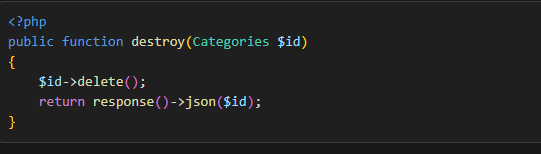 <?php
public function destroy(Categories $id)
{
    $id->delete();
    return response()->json($id);
}